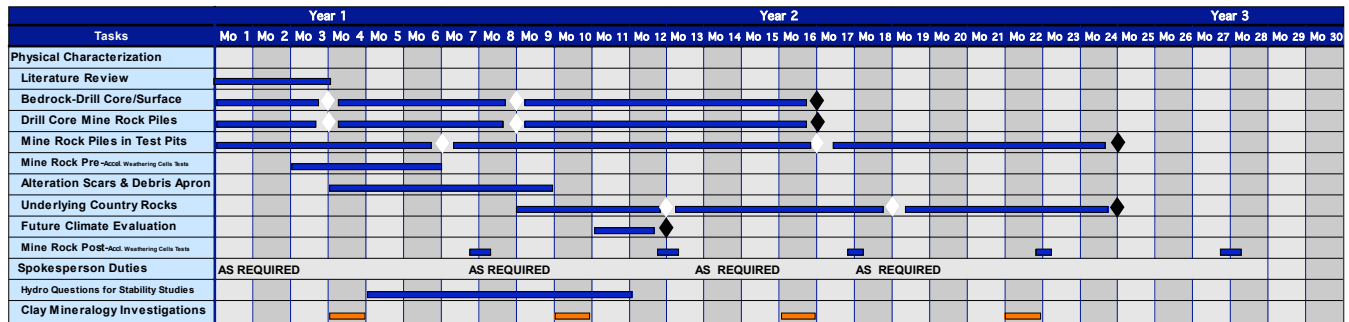 Year 1 Year 2 Year 3
Tasks Mo 1 Mo 2 Mo 3 Mo 4 Mo 5 Mo 6 Mo 7 Mo 8 Mo 9 Mo 10 Mo 11 Mo 12 Mo 13 Mo 14 Mo 15 Mo 16 Mo 17 Mo 18 Mo 19 Mo 20 Mo 21 Mo 22 Mo 23 Mo 24 Mo 25 Mo 26 Mo 27 Mo 28 Mo 29 Mo 30
Physical Characterization
Literature Review
Bedrock-Drill Core/Surface
Drill Core Mine Rock Piles
Mine Rock Piles in Test Pits
Mine Rock Pre-Accel. Weathering Cells Tests
Alteration Scars & Debris Apron
Underlying Country Rocks
Future Climate Evaluation
Mine Rock Post-Accl. Weathering Cells Tests
Spokesperson Duties AS REQUIRED AS REQUIRED AS REQUIRED AS REQUIRED
Hydro Questions for Stability Studies
Clay Mineralogy Investigations